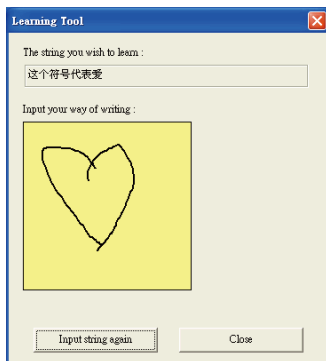 Learning Tool
The string you wish to learn :
这个符号代表愛
Input your way of writing :
Input string again
Close